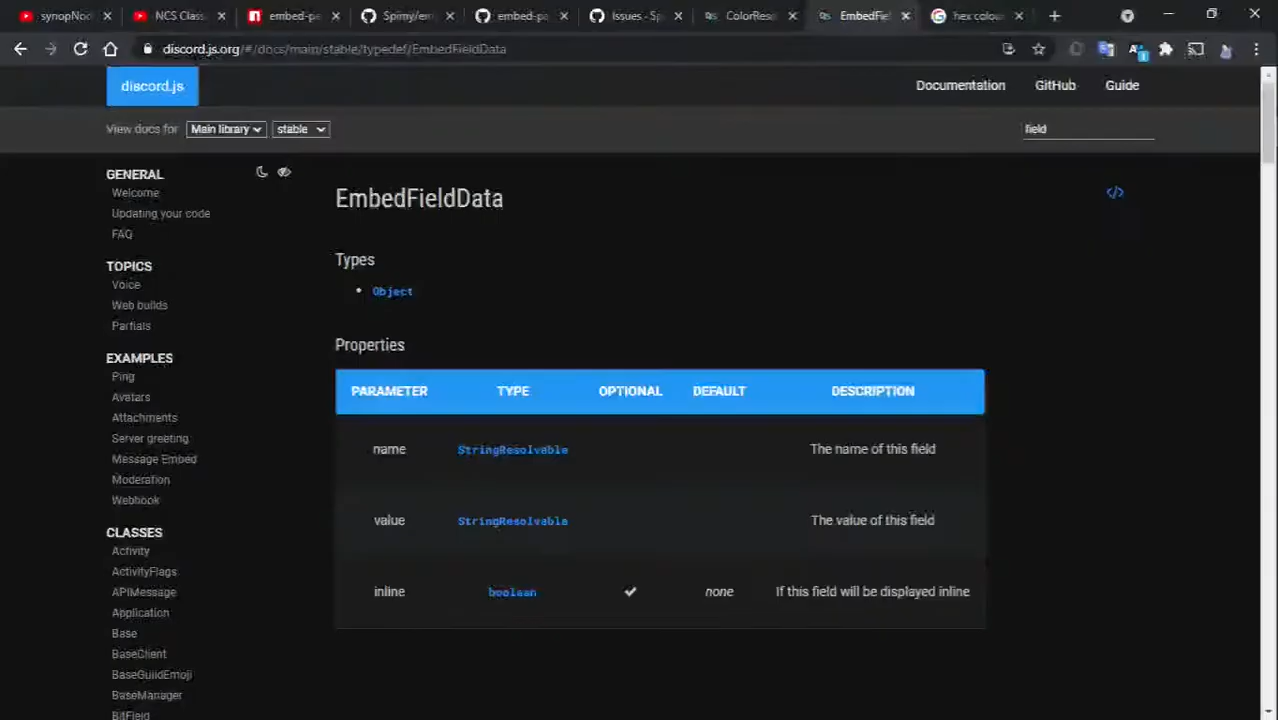 synopNoo
NCS Class
embed-pa
Spimy/em
embed-pa
Issues - Sp
ColorReso
EmbedFiel
hex colou
discord.js.org/#/docs/main/stable/typedef/EmbedFieldData
discord.js
Documentation
GitHub
Guide
View docs for
Main library
stable
field
GENERAL
Welcome
Updating your code
FAQ
TOPICS
Voice
Web builds
Partials
EXAMPLES
Ping
Avatars
Attachments
Server greeting
Message Embed
Moderation
Webhook
CLASSES
Activity
ActivityFlags
APIMessage
Application
Base
BaseClient
BaseGuildEmoji
BaseManager
BitField
EmbedFieldData
</>
Types
• Object
Properties
PARAMETER TYPE OPTIONAL DEFAULT DESCRIPTION
name StringResolvable The name of this field
value StringResolvable The value of this field
inline boolean ✔ none If this field will be displayed inline